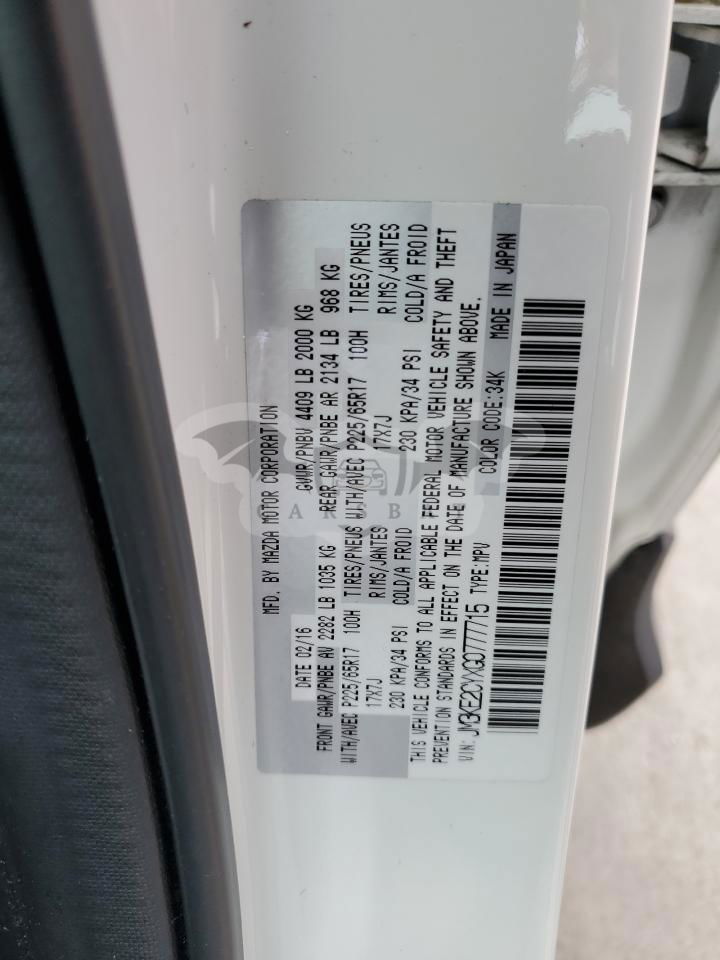 MFD. BY MAZDA MOTOR CORPORATION
DATE 02/16 GVWR/PNBV 4409 LB 2000 KG
FRONT GAWR/PNBE AV 2282 LB 1035 KG REAR GAWR/PNBE AR 2134 LB 968 KG
WITH/AVEC P225/65R17 100H TIRES/PNEUS WITH/AVEC P225/65R17 100H TIRES/PNEUS
17X7J RIMS/JANTES 17X7J RIMS/JANTES
230 KPA/34 PSI COLD/A FROID 230 KPA/34 PSI COLD/A FROID
THIS VEHICLE CONFORMS TO ALL APPLICABLE FEDERAL MOTOR VEHICLE SAFETY AND THEFT
PREVENTION STANDARDS IN EFFECT ON THE DATE OF MANUFACTURE SHOWN ABOVE.
VIN: JM3KE2CYXG0777715 TYPE:MPV COLOR CODE:34K MADE IN JAPAN
CARSB